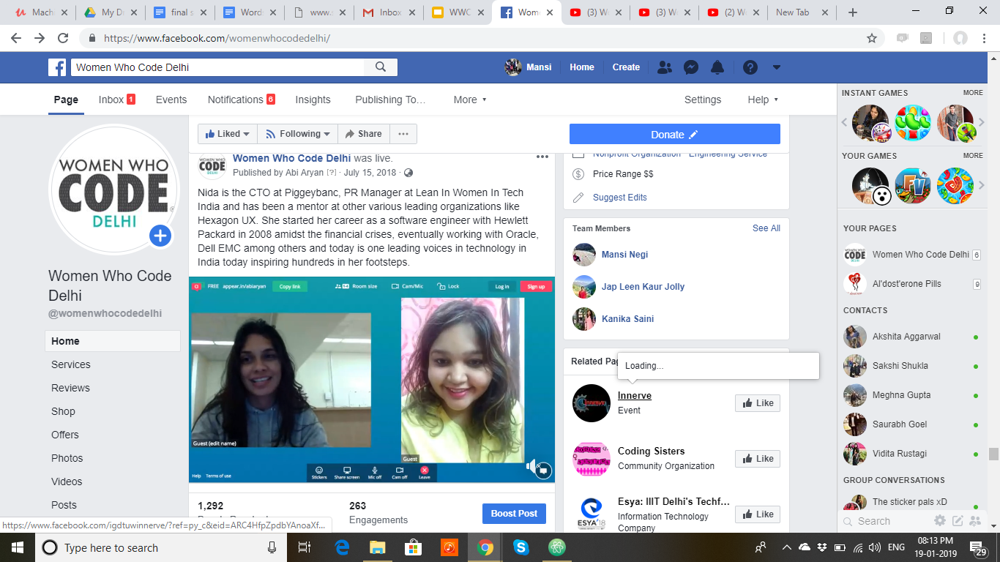 Machi
My D
final s
Words
www.s
Inbox
WWC
Wome
(3) W
(3) W
(2) W
New Tab
https://www.facebook.com/womenwhocodedelhi/
Women Who Code Delhi
Mansi
Home
Create
Page
Inbox 1
Events
Notifications 6
Insights
Publishing To…
More
Settings
Help
Liked
Following
Share
Donate
WOMEN WHO
CODE
DELHI
Women Who Code
Delhi
@womenwhocodedelhi
Home
Services
Reviews
Shop
Offers
Photos
Videos
Posts
https://www.facebook.com/igdtuwinnerve/?ref=py_c&eid=ARC4HfpZpdbYAnoaXf...
WOMEN WHO
CODE
DELHI
Women Who Code Delhi was live.
Published by Abi Aryan [?] · July 15, 2018 ·
Nida is the CTO at Piggeybanc, PR Manager at Lean In Women In Tech
India and has been a mentor at other various leading organizations like
Hexagon UX. She started her career as a software engineer with Hewlett
Packard in 2008 amidst the financial crises, eventually working with Oracle,
Dell EMC among others and today is one leading voices in technology in
India today inspiring hundreds in her footsteps.
FREE appear.in/abiaryan
Copy link
Room size
Cam/Mic
Lock
Log in
Sign up
Guest (edit name)
Guest
Help
Terms of use
Stickers
Share screen
Mic off
Cam off
Leave
1,292
263
Engagements
Boost Post
Nonprofit Organization · Engineering Service
Price Range $$
Suggest Edits
Team Members
See All
Mansi Negi
Jap Leen Kaur Jolly
Kanika Saini
Related Pag
Loading...
Innerve
Event
Like
Coding Sisters
Community Organization
Like
ESYA'18
Esya: IIIT Delhi's Techf…
Information Technology
Company
Like
INSTANT GAMES
MORE
YOUR GAMES
MORE
YOUR PAGES
Women Who Code Delhi 6
Al'dost'erone Pills 9
CONTACTS
Akshita Aggarwal
Sakshi Shukla
Meghna Gupta
Saurabh Goel
Vidita Rustagi
GROUP CONVERSATIONS
The sticker pals xD
Search
Type here to search
ENG
08:13 PM
19-01-2019
29